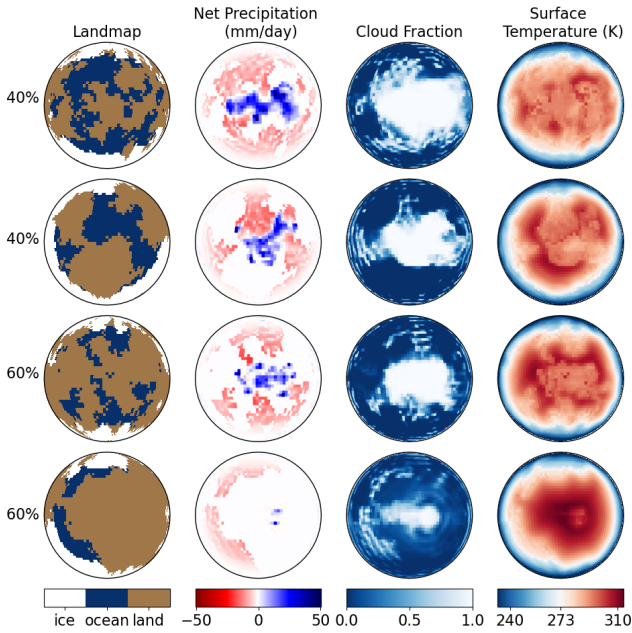 Landmap
Net Precipitation
(mm/day)
Cloud Fraction
Surface
Temperature (K)
40%
40%
60%
60%
ice ocean land
−50 0 50
0.0 0.5 1.0
240 273 310